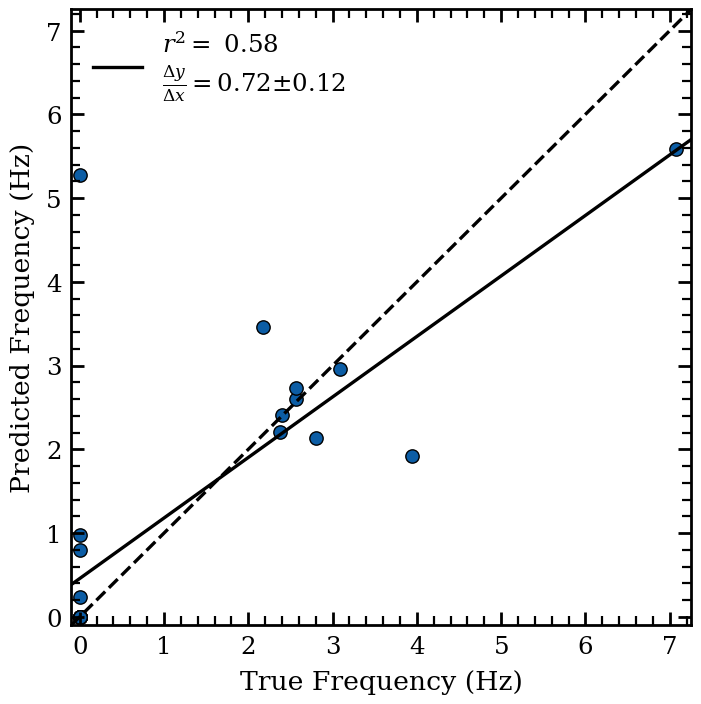 r² = 0.58
Δy/Δx = 0.72±0.12
7
6
5
4
3
2
1
0
Predicted Frequency (Hz)
0 1 2 3 4 5 6 7
True Frequency (Hz)